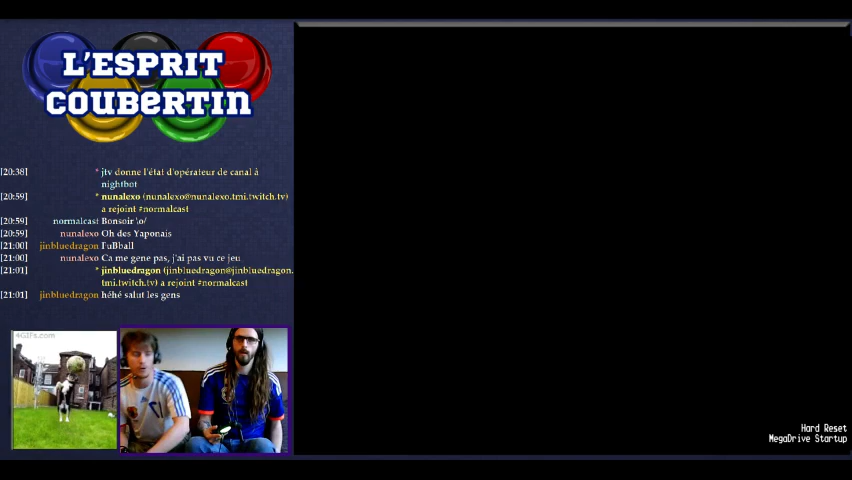 L'ESPRIT
COUBERTIN
[20:38] * jtv donne l'état d'opérateur de canal à
nightbot
[20:59] * nunalexo (nunalexo@nunalexo.tmi.twitch.tv)
a rejoint #normalcast
[20:59] normalcast Bonsoir \o/
[20:59] nunalexo Oh des Yaponais
[21:00] jinbluedragon FuBball
[21:00] nunalexo Ca me gene pas, j'ai pas vu ce jeu
[21:01] * jinbluedragon (jinbluedragon@jinbluedragon.
tmi.twitch.tv) a rejoint #normalcast
[21:01] jinbluedragon héhé salut les gens
4GIFs.com
Hard Reset
MegaDrive Startup